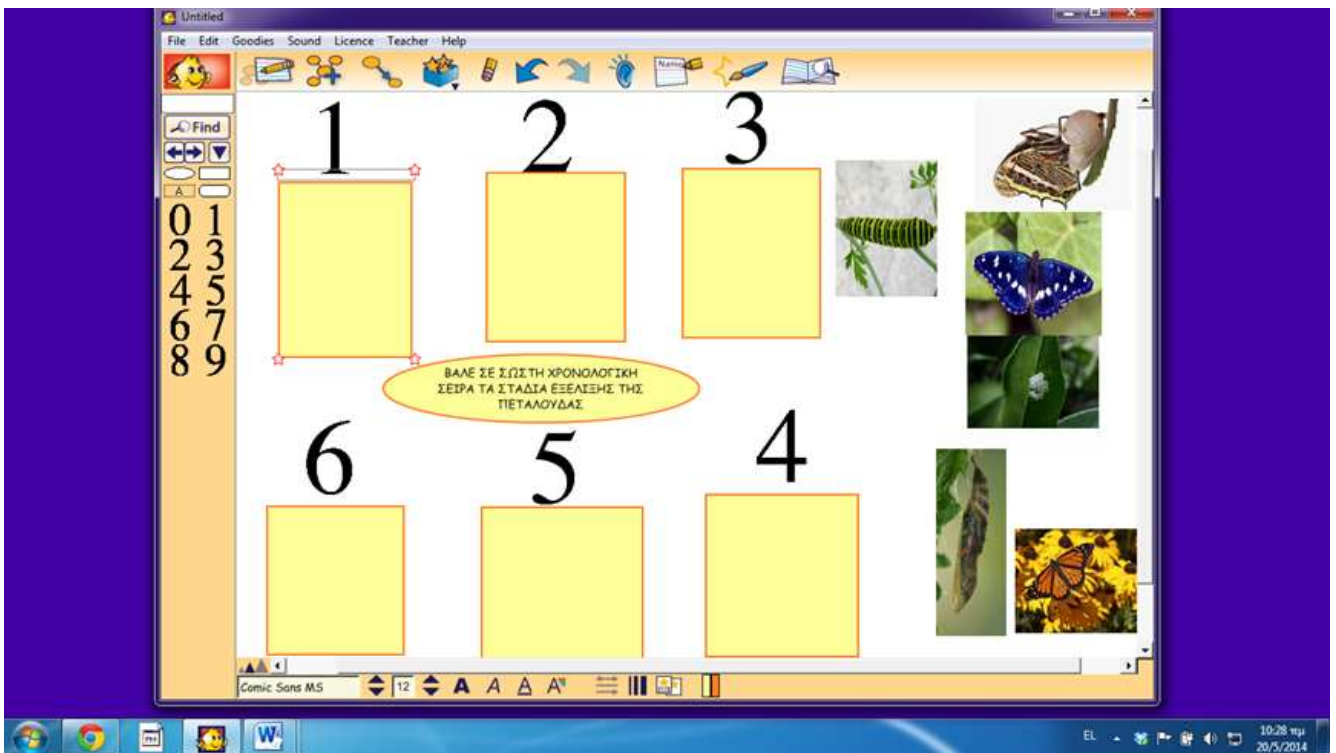 Untitled
File Edit Goodies Sound Licence Teacher Help
Name
1 2 3
Find
A
0 1
2 3
4 5
6 7
8 9
ΒΑΛΕ ΣΕ ΣΩΣΤΗ ΧΡΟΝΟΛΟΓΙΚΗ
ΣΕΙΡΑ ΤΑ ΣΤΑΔΙΑ ΕΞΕΛΙΞΗΣ ΤΗΣ
ΠΕΤΑΛΟΥΔΑΣ
6 5 4
Comic Sans MS 12 A A A A
W
EL 10:28 πμ
20/5/2014